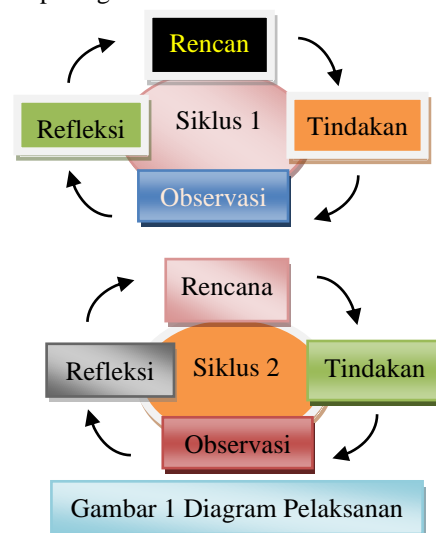 Rencan
Siklus 1
Refleksi
Tindakan
Observasi
Rencana
Siklus 2
Refleksi
Tindakan
Observasi
Gambar 1 Diagram Pelaksanan